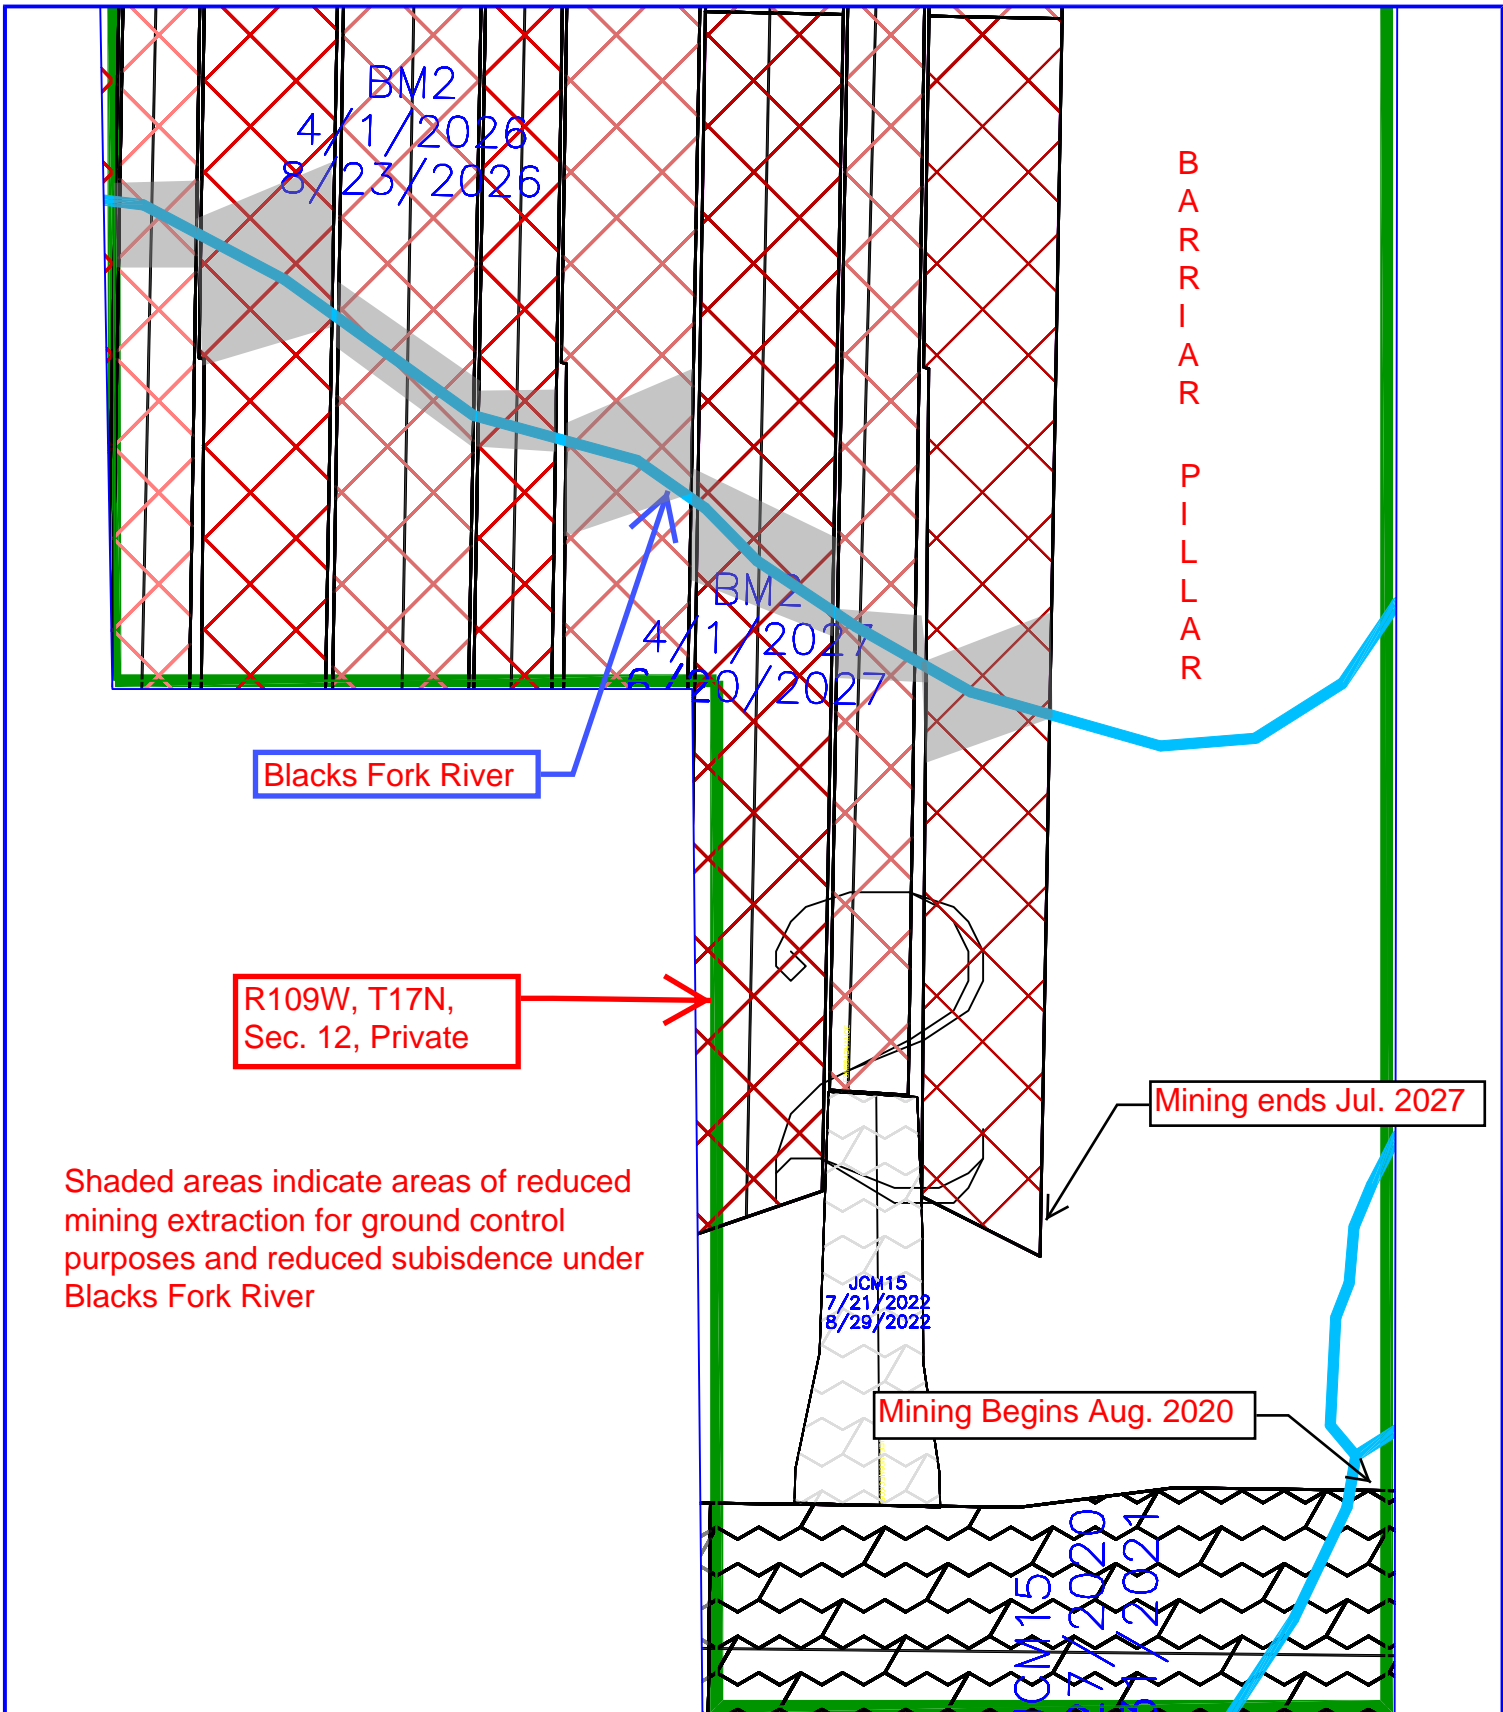 BM2
4/1/2026
8/23/2026
BARRIAR PILLAR
BM2
4/1/2027
6/20/2027
Blacks Fork River
R109W, T17N,
Sec. 12, Private
Mining ends Jul. 2027
Shaded areas indicate areas of reduced
mining extraction for ground control
purposes and reduced subisdence under
Blacks Fork River
JCM15
7/21/2022
8/29/2022
Mining Begins Aug. 2020